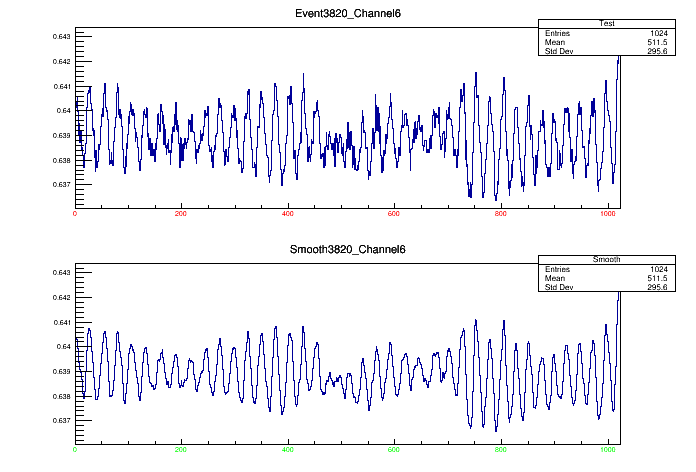 Event3820_Channel6
Test
Entries 1024
Mean 511.5
Std Dev 295.6
0.643
0.642
0.641
0.64
0.639
0.638
0.637
0 200 400 600 800 1000
Smooth3820_Channel6
Smooth
Entries 1024
Mean 511.5
Std Dev 295.6
0.643
0.642
0.641
0.64
0.639
0.638
0.637
0 200 400 600 800 1000